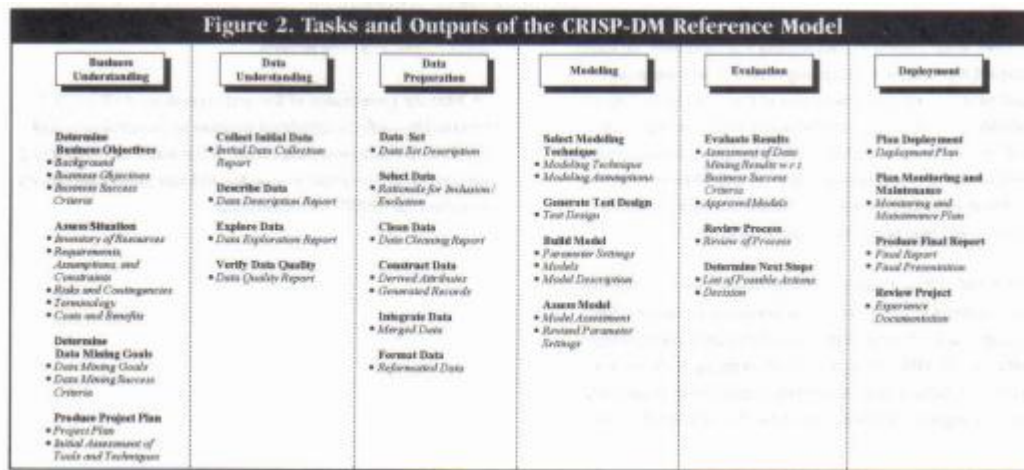 Figure 2. Tasks and Outputs of the CRISP-DM Reference Model
Business
Understanding
Determine
Business Objectives
• Background
• Business Objectives
• Business Success
Criteria
Assess Situation
• Inventory of Resources
• Requirements,
Assumptions, and
Constraints
• Risks and Contingencies
• Terminology
• Costs and Benefits
Determine
Data Mining Goals
• Data Mining Goals
• Data Mining Success
Criteria
Produce Project Plan
• Project Plan
• Initial Assessment of
Tools and Techniques
Data
Understanding
Collect Initial Data
• Initial Data Collection
Report
Describe Data
• Data Description Report
Explore Data
• Data Exploration Report
Verify Data Quality
• Data Quality Report
Data
Preparation
Data Set
• Data Set Description
Select Data
• Rationale for Inclusion /
Exclusion
Clean Data
• Data Cleaning Report
Construct Data
• Derived Attributes
• Generated Records
Integrate Data
• Merged Data
Format Data
• Reformatted Data
Modeling
Select Modeling
Technique
• Modeling Technique
• Modeling Assumptions
Generate Test Design
• Test Design
Build Model
• Parameter Settings
• Models
• Model Description
Assess Model
• Model Assessment
• Revised Parameter
Settings
Evaluation
Evaluate Results
• Assessment of Data
Mining Results w.r.t.
Business Success
Criteria
• Approved Models
Review Process
• Review of Process
Determine Next Steps
• List of Possible Actions
• Decision
Deployment
Plan Deployment
• Deployment Plan
Plan Monitoring and
Maintenance
• Monitoring and
Maintenance Plan
Produce Final Report
• Final Report
• Final Presentation
Review Project
• Experience
Documentation